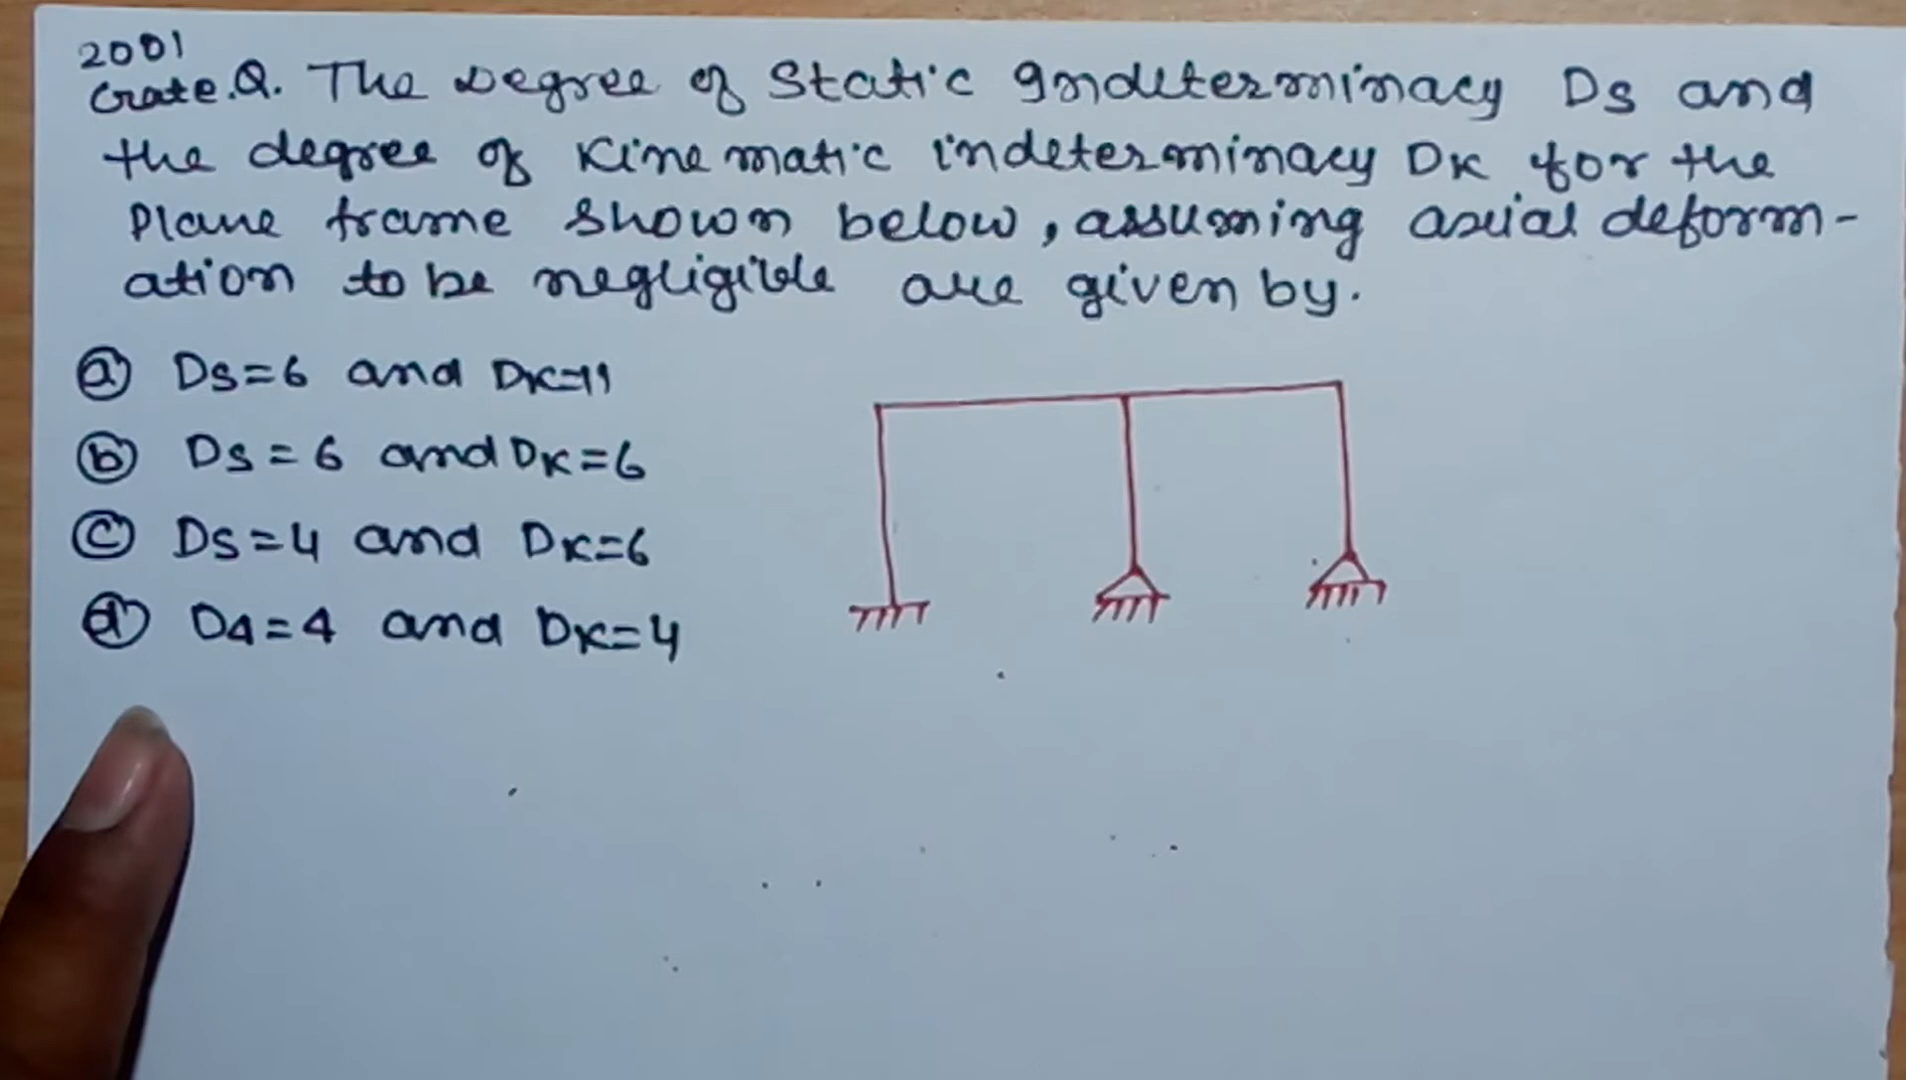 2001
Gate.Q. The Degree of Static Indeterminacy Ds and
the degree of Kinematic indeterminacy DK for the
Plane frame shown below, assuming axial deform-
ation to be negligible are given by.
(a) Ds=6 and DK=11
(b) Ds=6 and DK=6
(c) Ds=4 and DK=6
(d) Ds=4 and DK=4